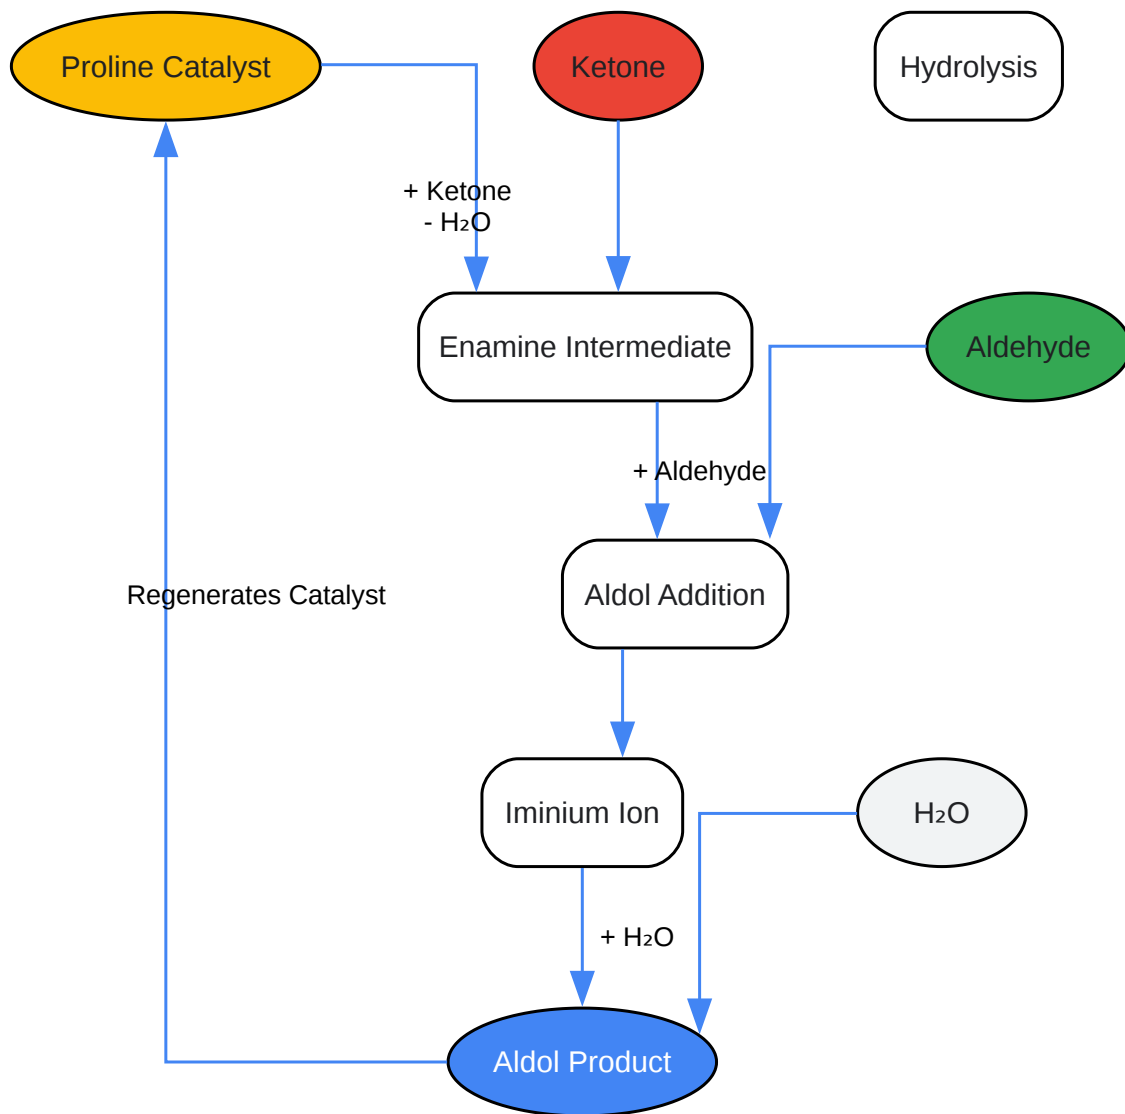 Proline Catalyst
Ketone
Hydrolysis
+ Ketone
- H₂O
Enamine Intermediate
Aldehyde
+ Aldehyde
Aldol Addition
Regenerates Catalyst
Iminium Ion
H₂O
+ H₂O
Aldol Product